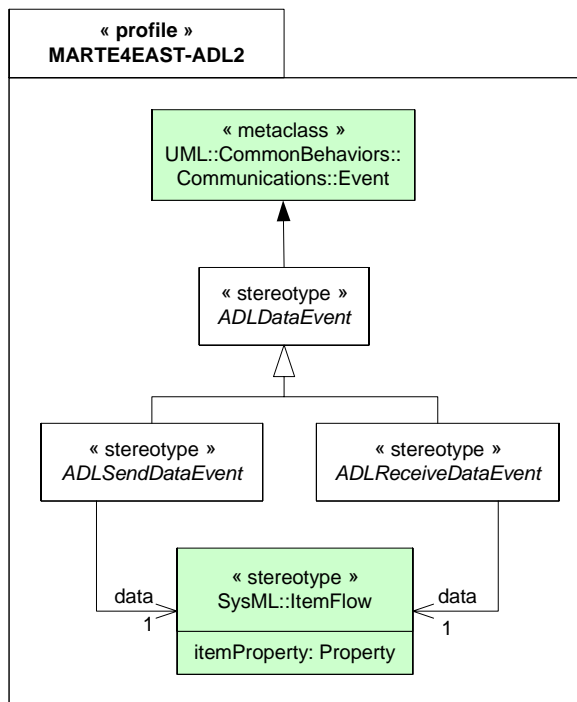 « profile »
MARTE4EAST-ADL2
« metaclass »
UML::CommonBehaviors::
Communications::Event
« stereotype »
ADLDataEvent
« stereotype »
ADLSendDataEvent
« stereotype »
ADLReceiveDataEvent
data
1
« stereotype »
SysML::ItemFlow
itemProperty: Property
data
1